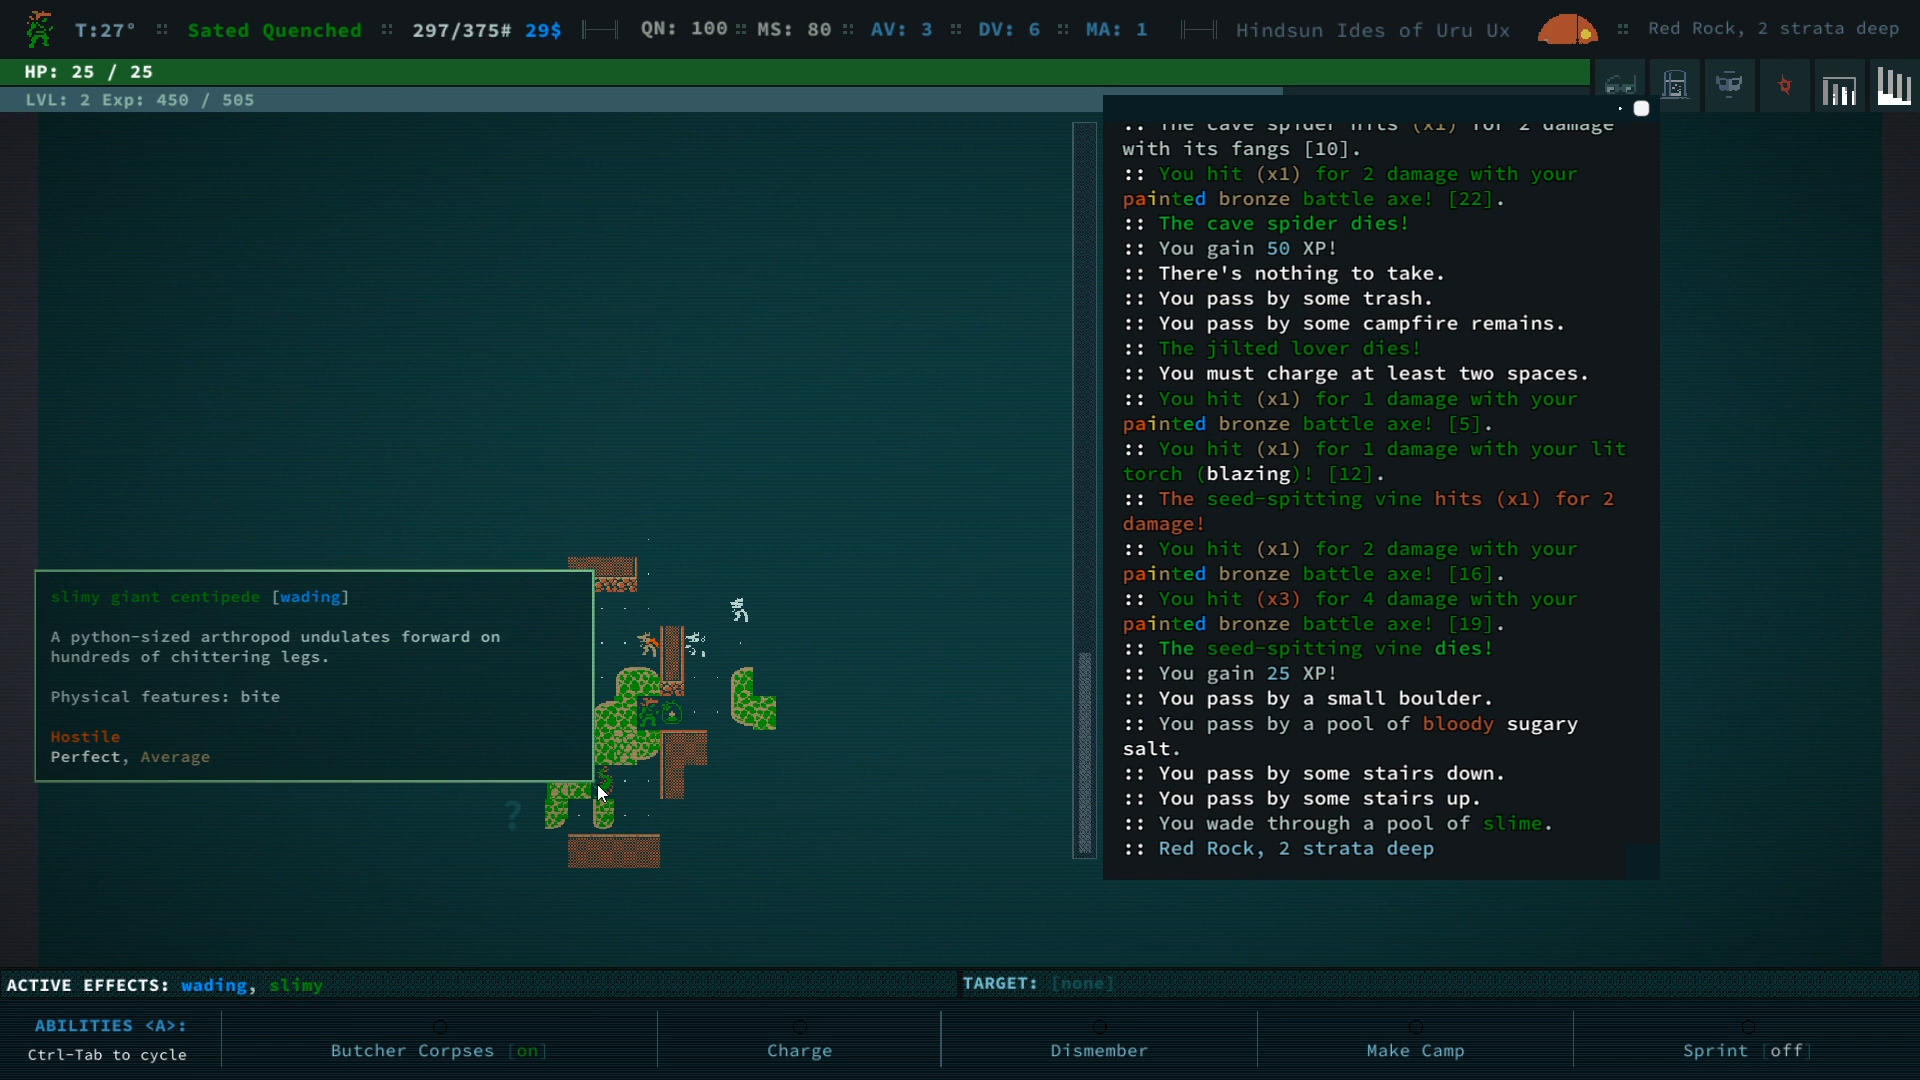 T:27° :: Sated Quenched :: 297/375# 29$ QN: 100 :: MS: 80 :: AV: 3 :: DV: 6 :: MA: 1 Hindsun Ides of Uru Ux :: Red Rock, 2 strata deep
HP: 25 / 25
LVL: 2 Exp: 450 / 505
:: The cave spider hits (x1) for 2 damage
with its fangs [10].
:: You hit (x1) for 2 damage with your
painted bronze battle axe! [22].
:: The cave spider dies!
:: You gain 50 XP!
:: There's nothing to take.
:: You pass by some trash.
:: You pass by some campfire remains.
:: The jilted lover dies!
:: You must charge at least two spaces.
:: You hit (x1) for 1 damage with your
painted bronze battle axe! [5].
:: You hit (x1) for 1 damage with your lit
torch (blazing)! [12].
:: The seed-spitting vine hits (x1) for 2
damage!
:: You hit (x1) for 2 damage with your
painted bronze battle axe! [16].
:: You hit (x3) for 4 damage with your
painted bronze battle axe! [19].
:: The seed-spitting vine dies!
:: You gain 25 XP!
:: You pass by a small boulder.
:: You pass by a pool of bloody sugary
salt.
:: You pass by some stairs down.
:: You pass by some stairs up.
:: You wade through a pool of slime.
:: Red Rock, 2 strata deep
slimy giant centipede [wading]
A python-sized arthropod undulates forward on
hundreds of chittering legs.
Physical features: bite
Hostile
Perfect, Average
?
ACTIVE EFFECTS: wading, slimy
TARGET: [none]
ABILITIES <A>:
Ctrl-Tab to cycle
Butcher Corpses [on]
Charge
Dismember
Make Camp
Sprint [off]